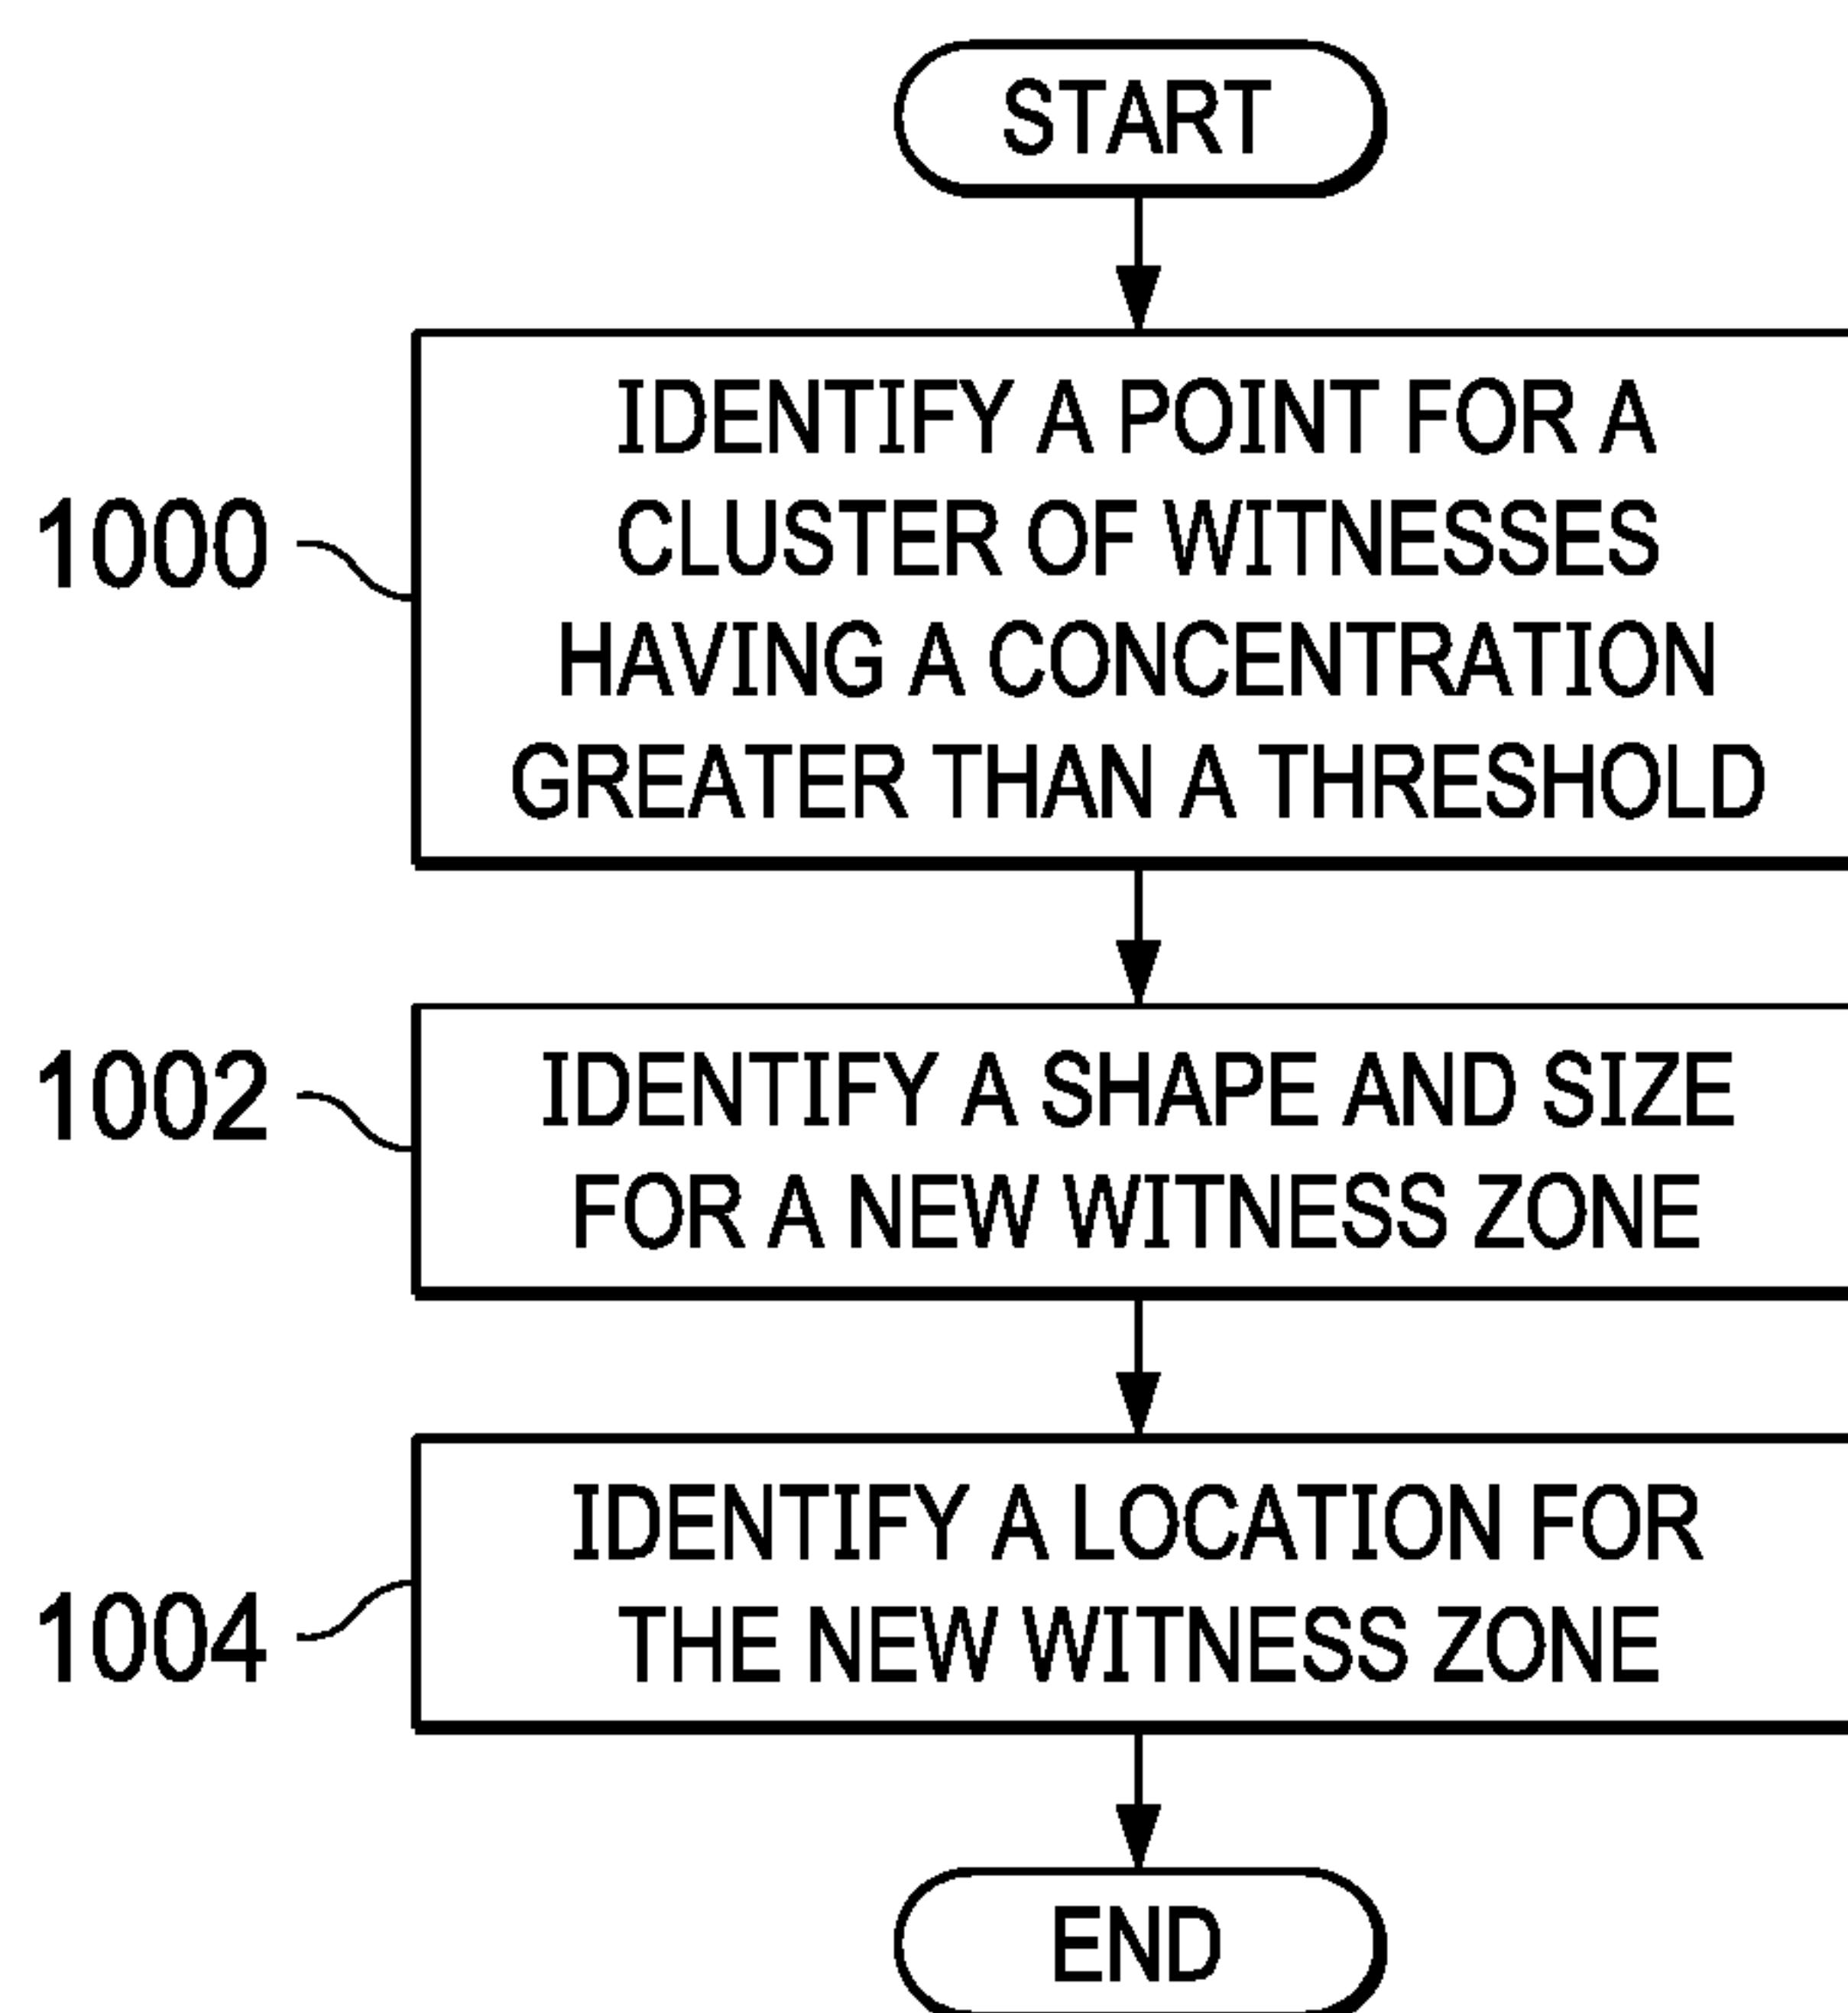 START
IDENTIFY A POINT FOR A
CLUSTER OF WITNESSES
HAVING A CONCENTRATION
GREATER THAN A THRESHOLD
1000
IDENTIFY A SHAPE AND SIZE
FOR A NEW WITNESS ZONE
1002
IDENTIFY A LOCATION FOR
THE NEW WITNESS ZONE
1004
END